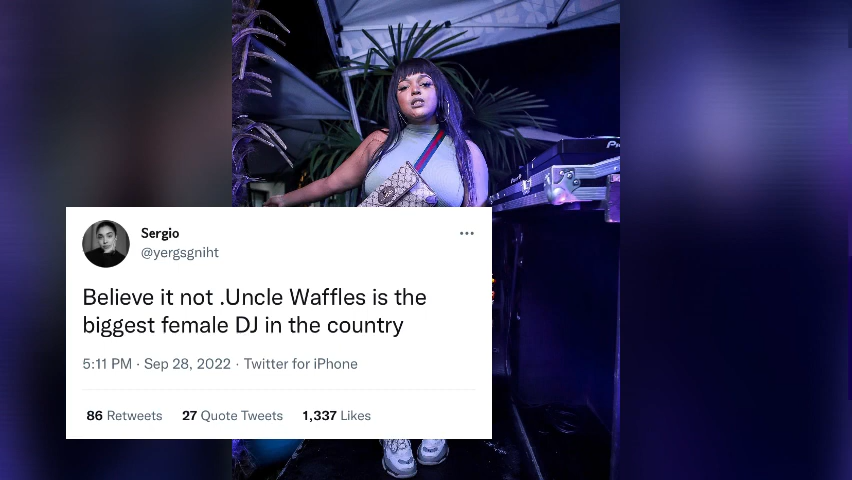 Sergio
@yergsgniht
Believe it not .Uncle Waffles is the
biggest female DJ in the country
5:11 PM · Sep 28, 2022 · Twitter for iPhone
86 Retweets 27 Quote Tweets 1,337 Likes